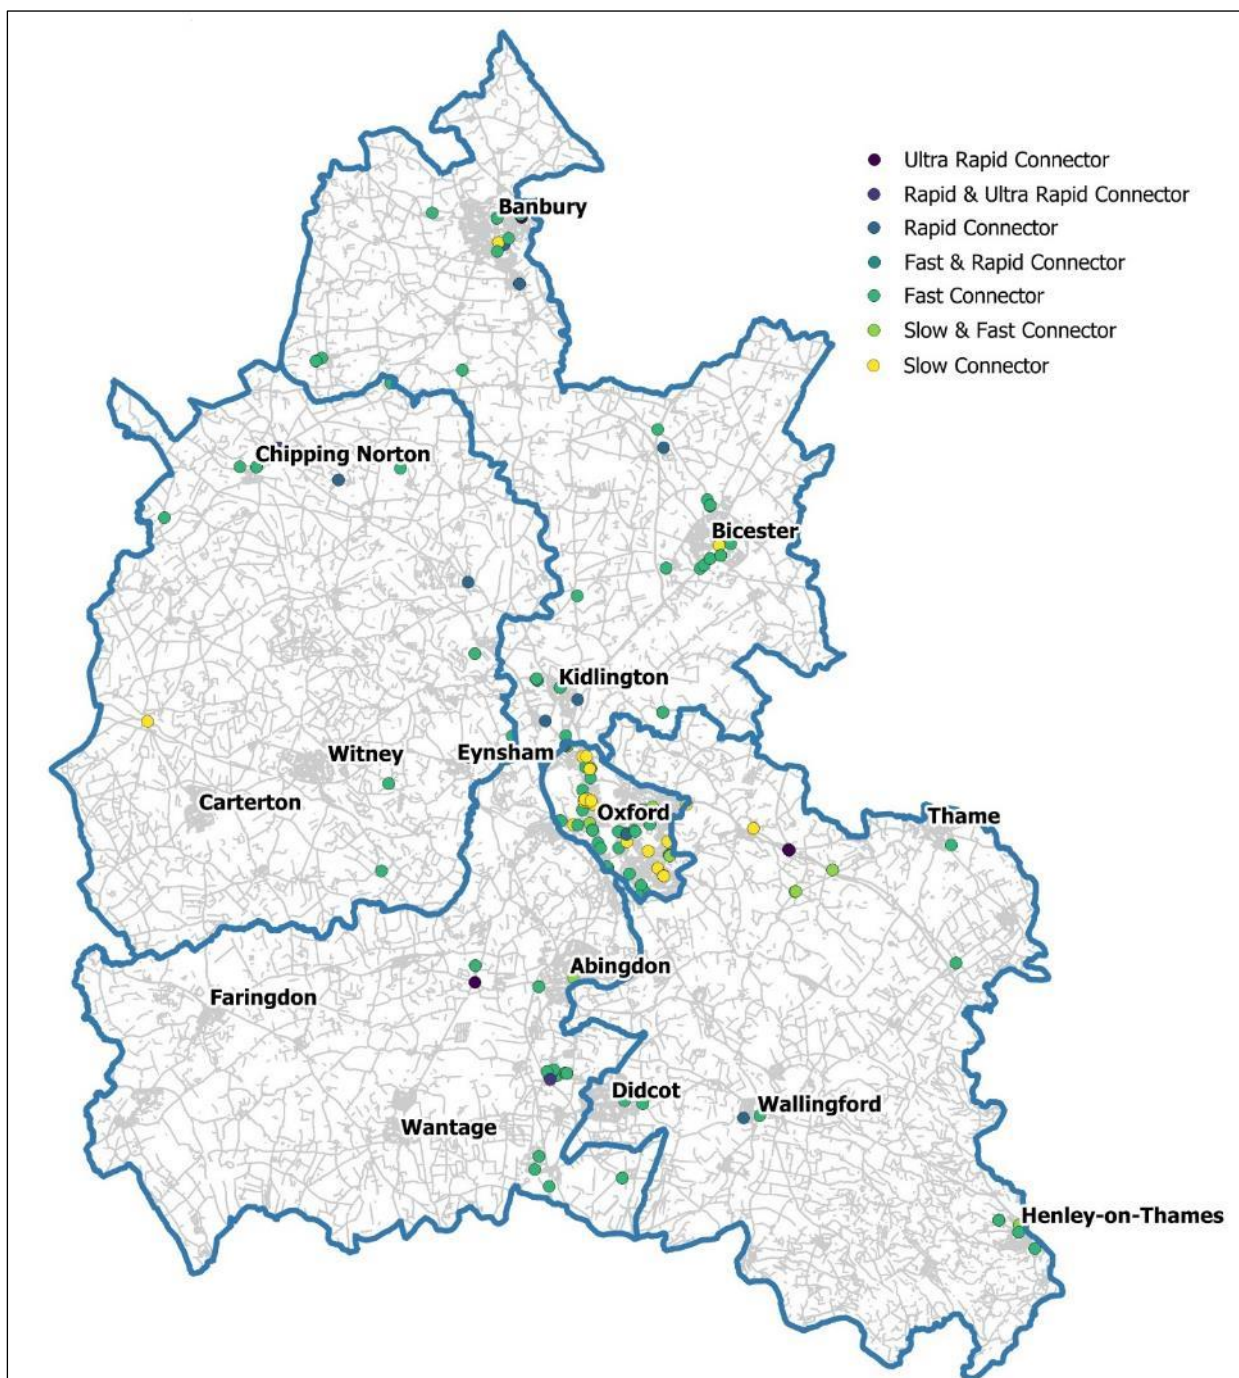 Ultra Rapid Connector
Rapid & Ultra Rapid Connector
Rapid Connector
Fast & Rapid Connector
Fast Connector
Slow & Fast Connector
Slow Connector
Banbury
Chipping Norton
Bicester
Kidlington
Eynsham
Witney
Carterton
Oxford
Thame
Abingdon
Faringdon
Didcot
Wallingford
Wantage
Henley-on-Thames